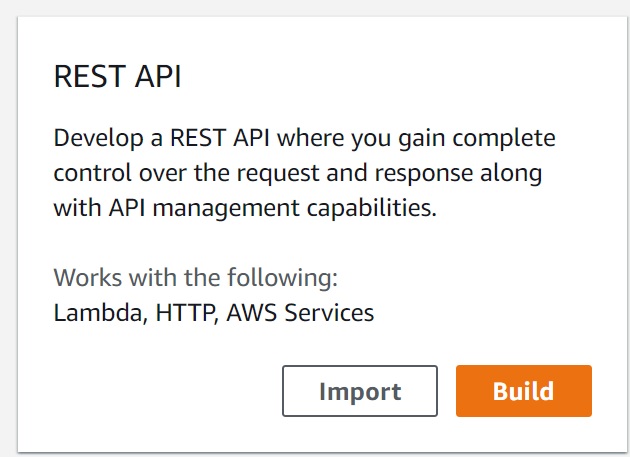 REST API
Develop a REST API where you gain complete
control over the request and response along
with API management capabilities.
Works with the following:
Lambda, HTTP, AWS Services
Import
Build